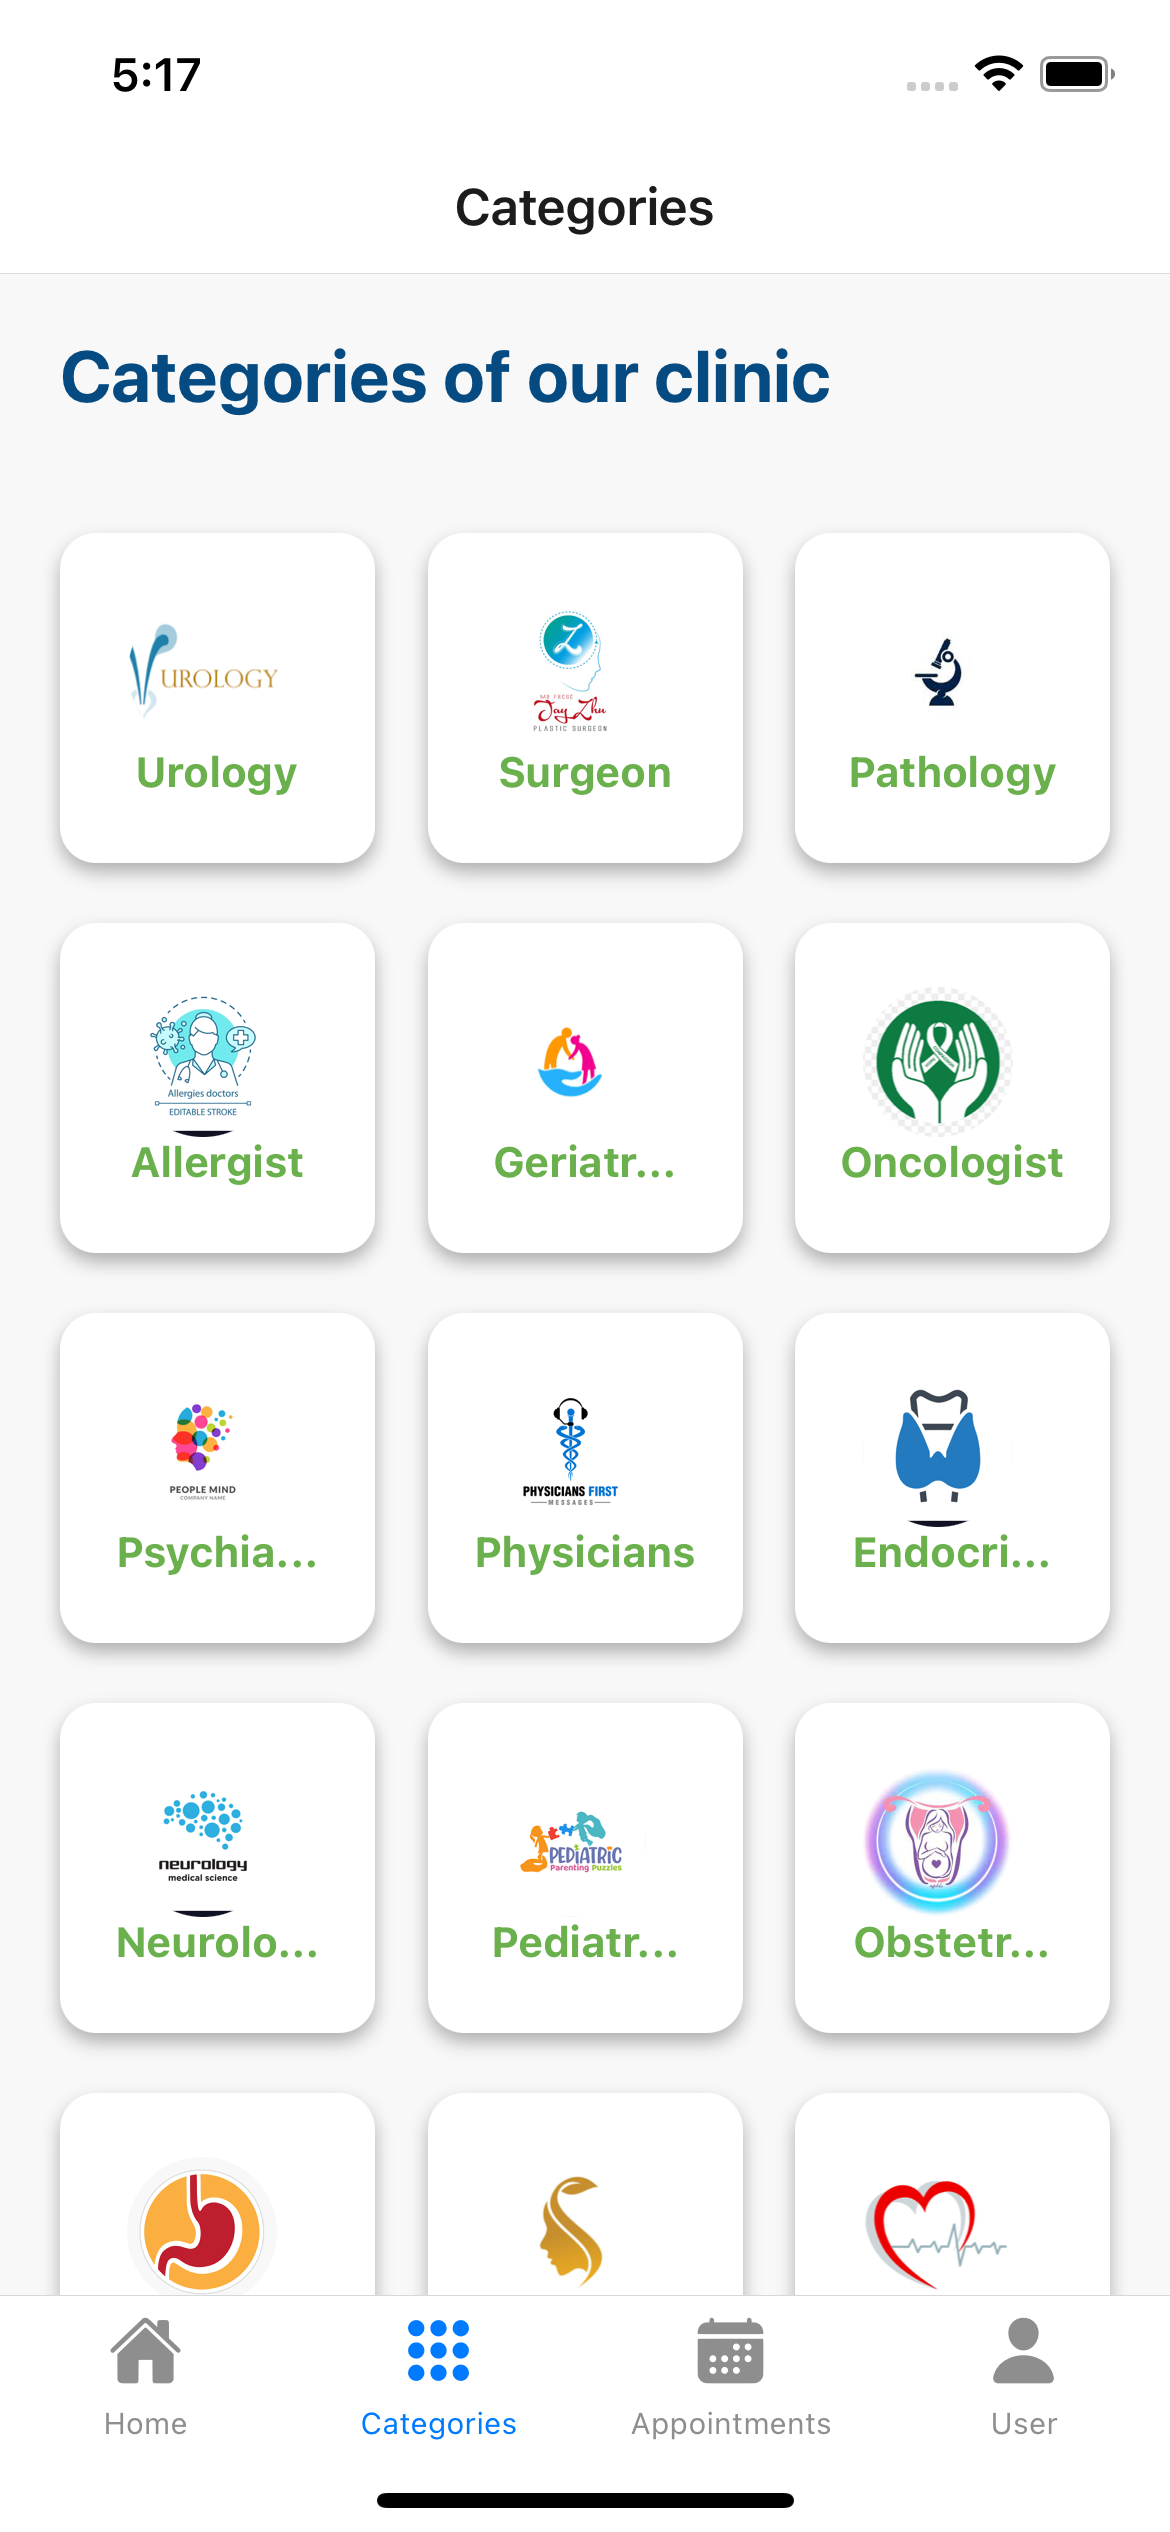 5:17
Categories
Categories of our clinic
UROLOGY
Urology
Z
MD FRCSC
Jay Zhu
PLASTIC SURGEON
Surgeon
Pathology
Allergies doctors
EDITABLE STROKE
Allergist
Geriatr...
Oncologist
PEOPLE MIND
COMPANY NAME
Psychia...
PHYSICIANS FIRST
MESSAGES
Physicians
Endocri...
neurology
medical science
Neurolo...
PEDIATRIC
Parenting Puzzles
Pediatr...
Obstetr...
Home
Categories
Appointments
User